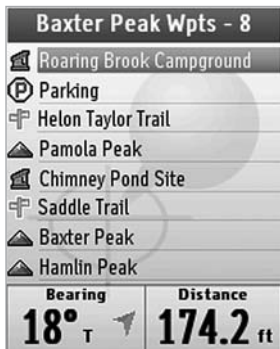 Baxter Peak Wpts - 8
Roaring Brook Campground
P Parking
Helon Taylor Trail
Pamola Peak
Chimney Pond Site
Saddle Trail
Baxter Peak
Hamlin Peak
Bearing Distance
18° T 174.2 ft